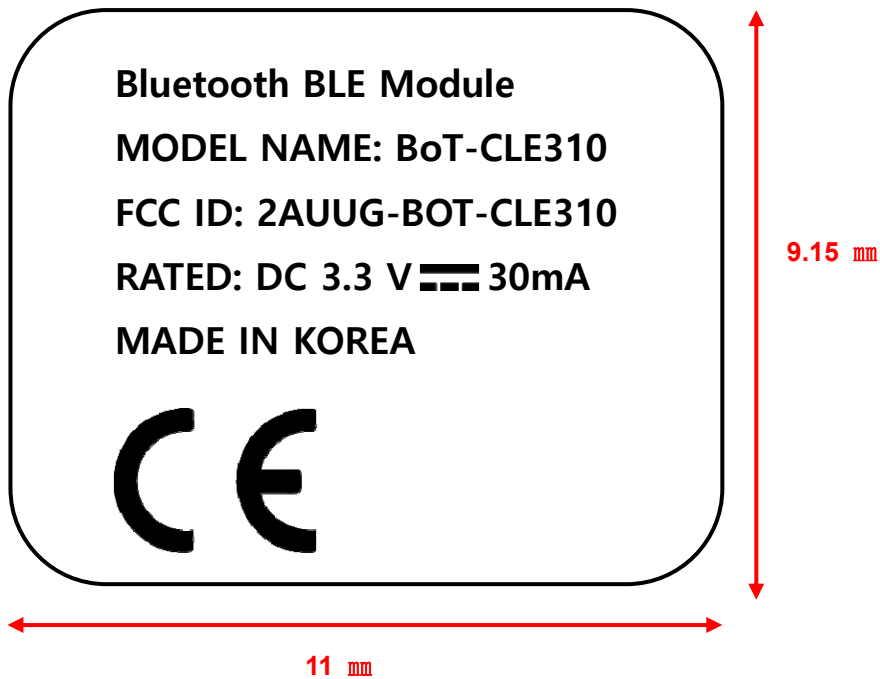 Bluetooth BLE Module
MODEL NAME: BoT-CLE310
FCC ID: 2AUUG-BOT-CLE310
RATED: DC 3.3 V ⎓ 30mA
MADE IN KOREA
CE
9.15 ㎜
11 ㎜